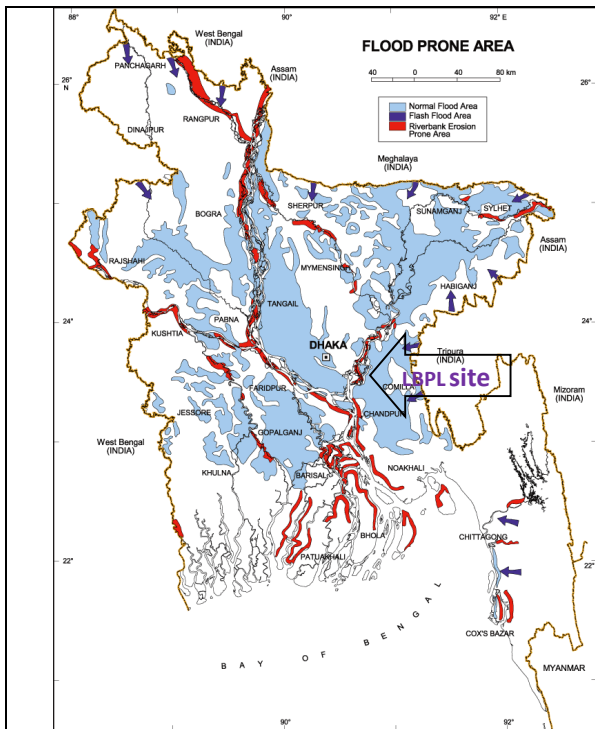 88°
West Bengal
(INDIA)
90°
92°E
PANCHAGARH
Assam
(INDIA)
FLOOD PRONE AREA
26°
N
40 0 40 80 km
26°
RANGPUR
DINAJPUR
Normal Flood Area
Flash Flood Area
Riverbank Erosion
Prone Area
Meghalaya
(INDIA)
SHERPUR
SUNAMGANJ
SYLHET
BOGRA
Assam
(INDIA)
RAJSHAHI
MYMENSING
HABIGANJ
TANGAIL
24°
PABNA
24°
KUSHTIA
DHAKA
Tripura
(INDIA)
BPL site
COMILLA
FARIDPUR
Mizoram
(INDIA)
JESSORE
CHANDPUR
GOPALGANJ
West Bengal
(INDIA)
KHULNA
BARISAL
NOAKHALI
BHOLA
CHITTAGONG
22°
PATUAKHALI
22°
COX'S BAZAR
BAY OF BENGAL
MYANMAR
90°
92°